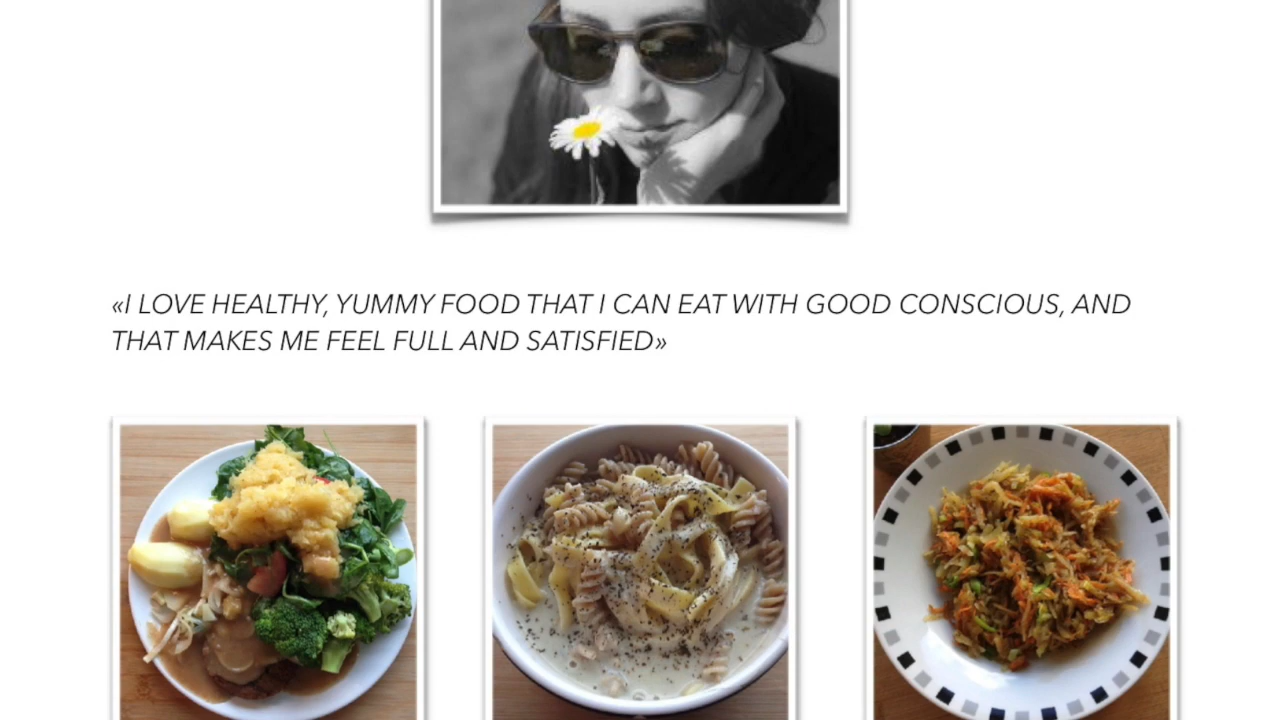 «I LOVE HEALTHY, YUMMY FOOD THAT I CAN EAT WITH GOOD CONSCIOUS, AND
THAT MAKES ME FEEL FULL AND SATISFIED»